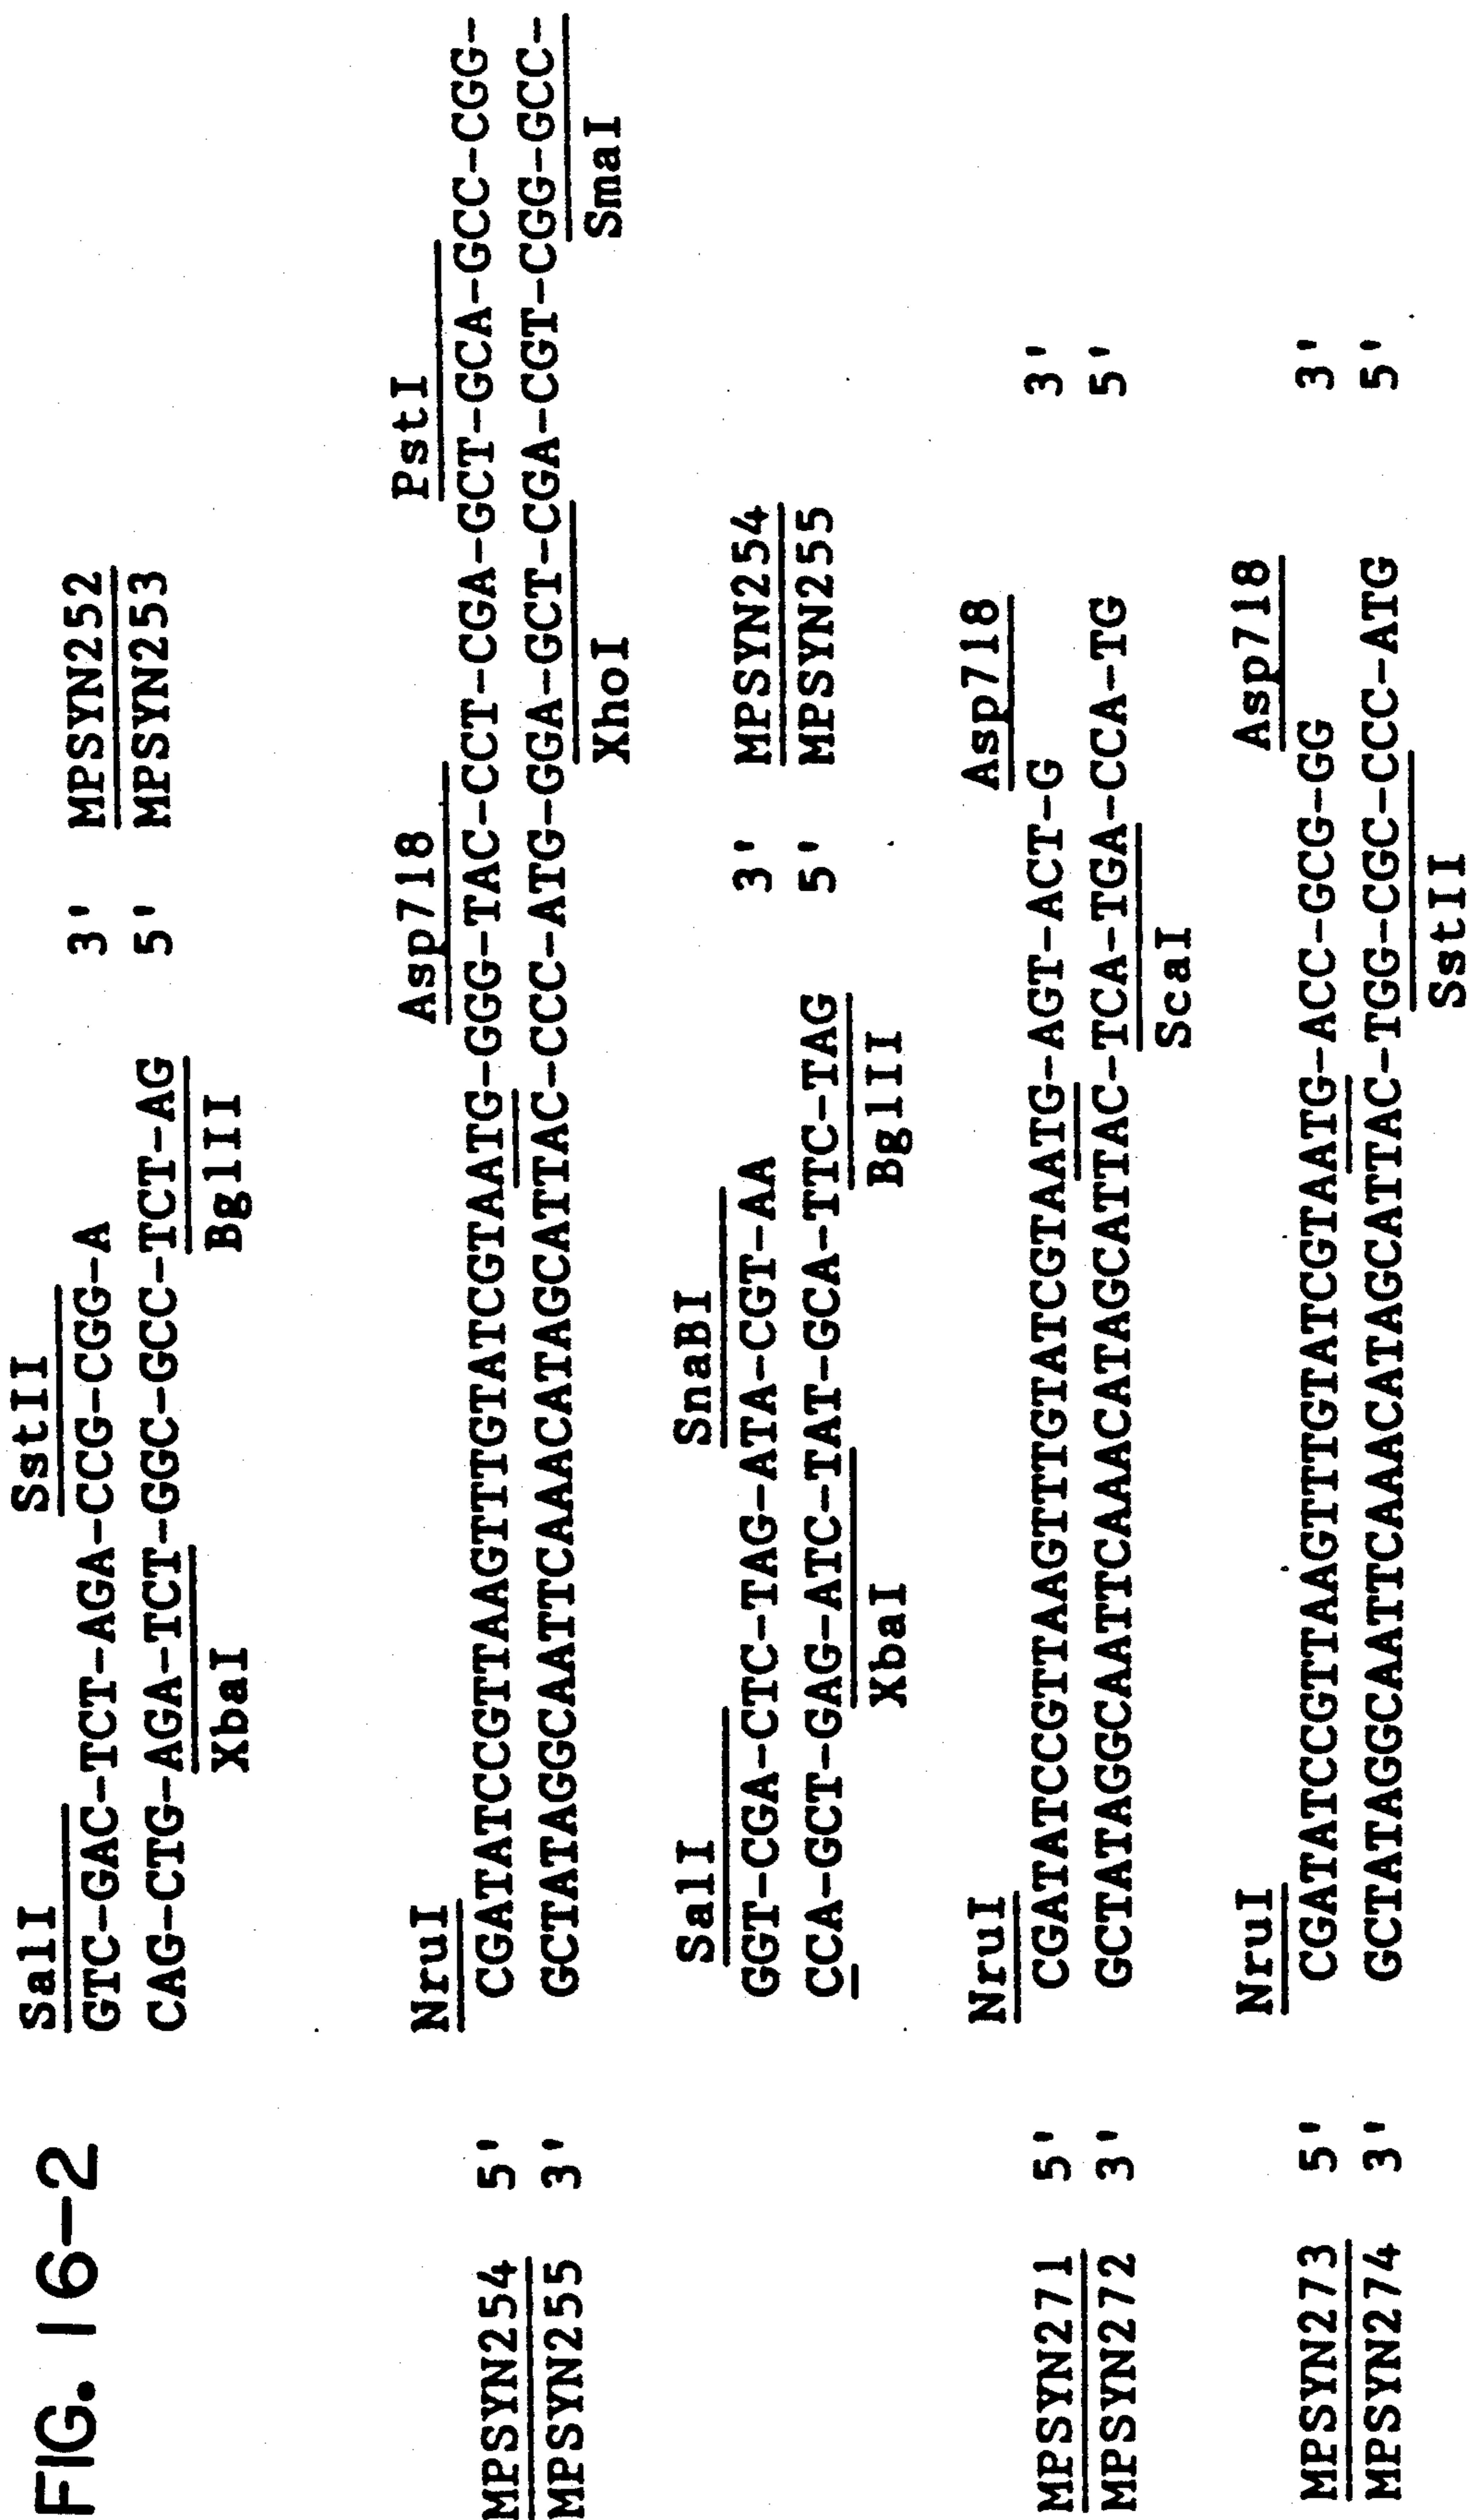 FIG. 16-2
SalI SstII
GTC-GAC-TCT-AGA-CCG-CGG-A 3' MPSYN252
CAG-CTG-AGA-TCT-GGC-GCC-TCT-AG 5' MPSYN253
XbaI BglII
NruI Asp718 PstI
MPSYN254 5' CGATATCCGTTAAGTTTGTATCGTAATG-GGG-TAC-CCT-CGA-GCT-GCA-GCC-CGG-
MPSYN255 3' GCTATAGGCAATTCAAACATAGCATTAC-CCC-ATG-GGA-GCT-CGA-CGT-CGG-GCC-
XhoI SmaI
SalI SnaBI
GGT-CGA-CTC-TAG-ATA-CGT-AA 3' MPSYN254
CCA-GCT-GAG-ATC-TAT-GCA-TTC-TAG 5' MPSYN255
XbaI BglII
NruI Asp718
MPSYN271 5' CGATATCCGTTAAGTTTGTATCGTAATG-AGT-ACT-G 3'
MPSYN272 3' GCTATAGGCAATTCAAACATAGCATTAC-TCA-TGA-CCA-TG 5'
ScaI
NruI Asp718
MPSYN273 5' CGATATCCGTTAAGTTTGTATCGTAATG-ACC-GCG-GG 3'
MPSYN274 3' GCTATAGGCAATTCAAACATAGCATTAC-TGG-CGC-CCC-ATG 5'
SstII